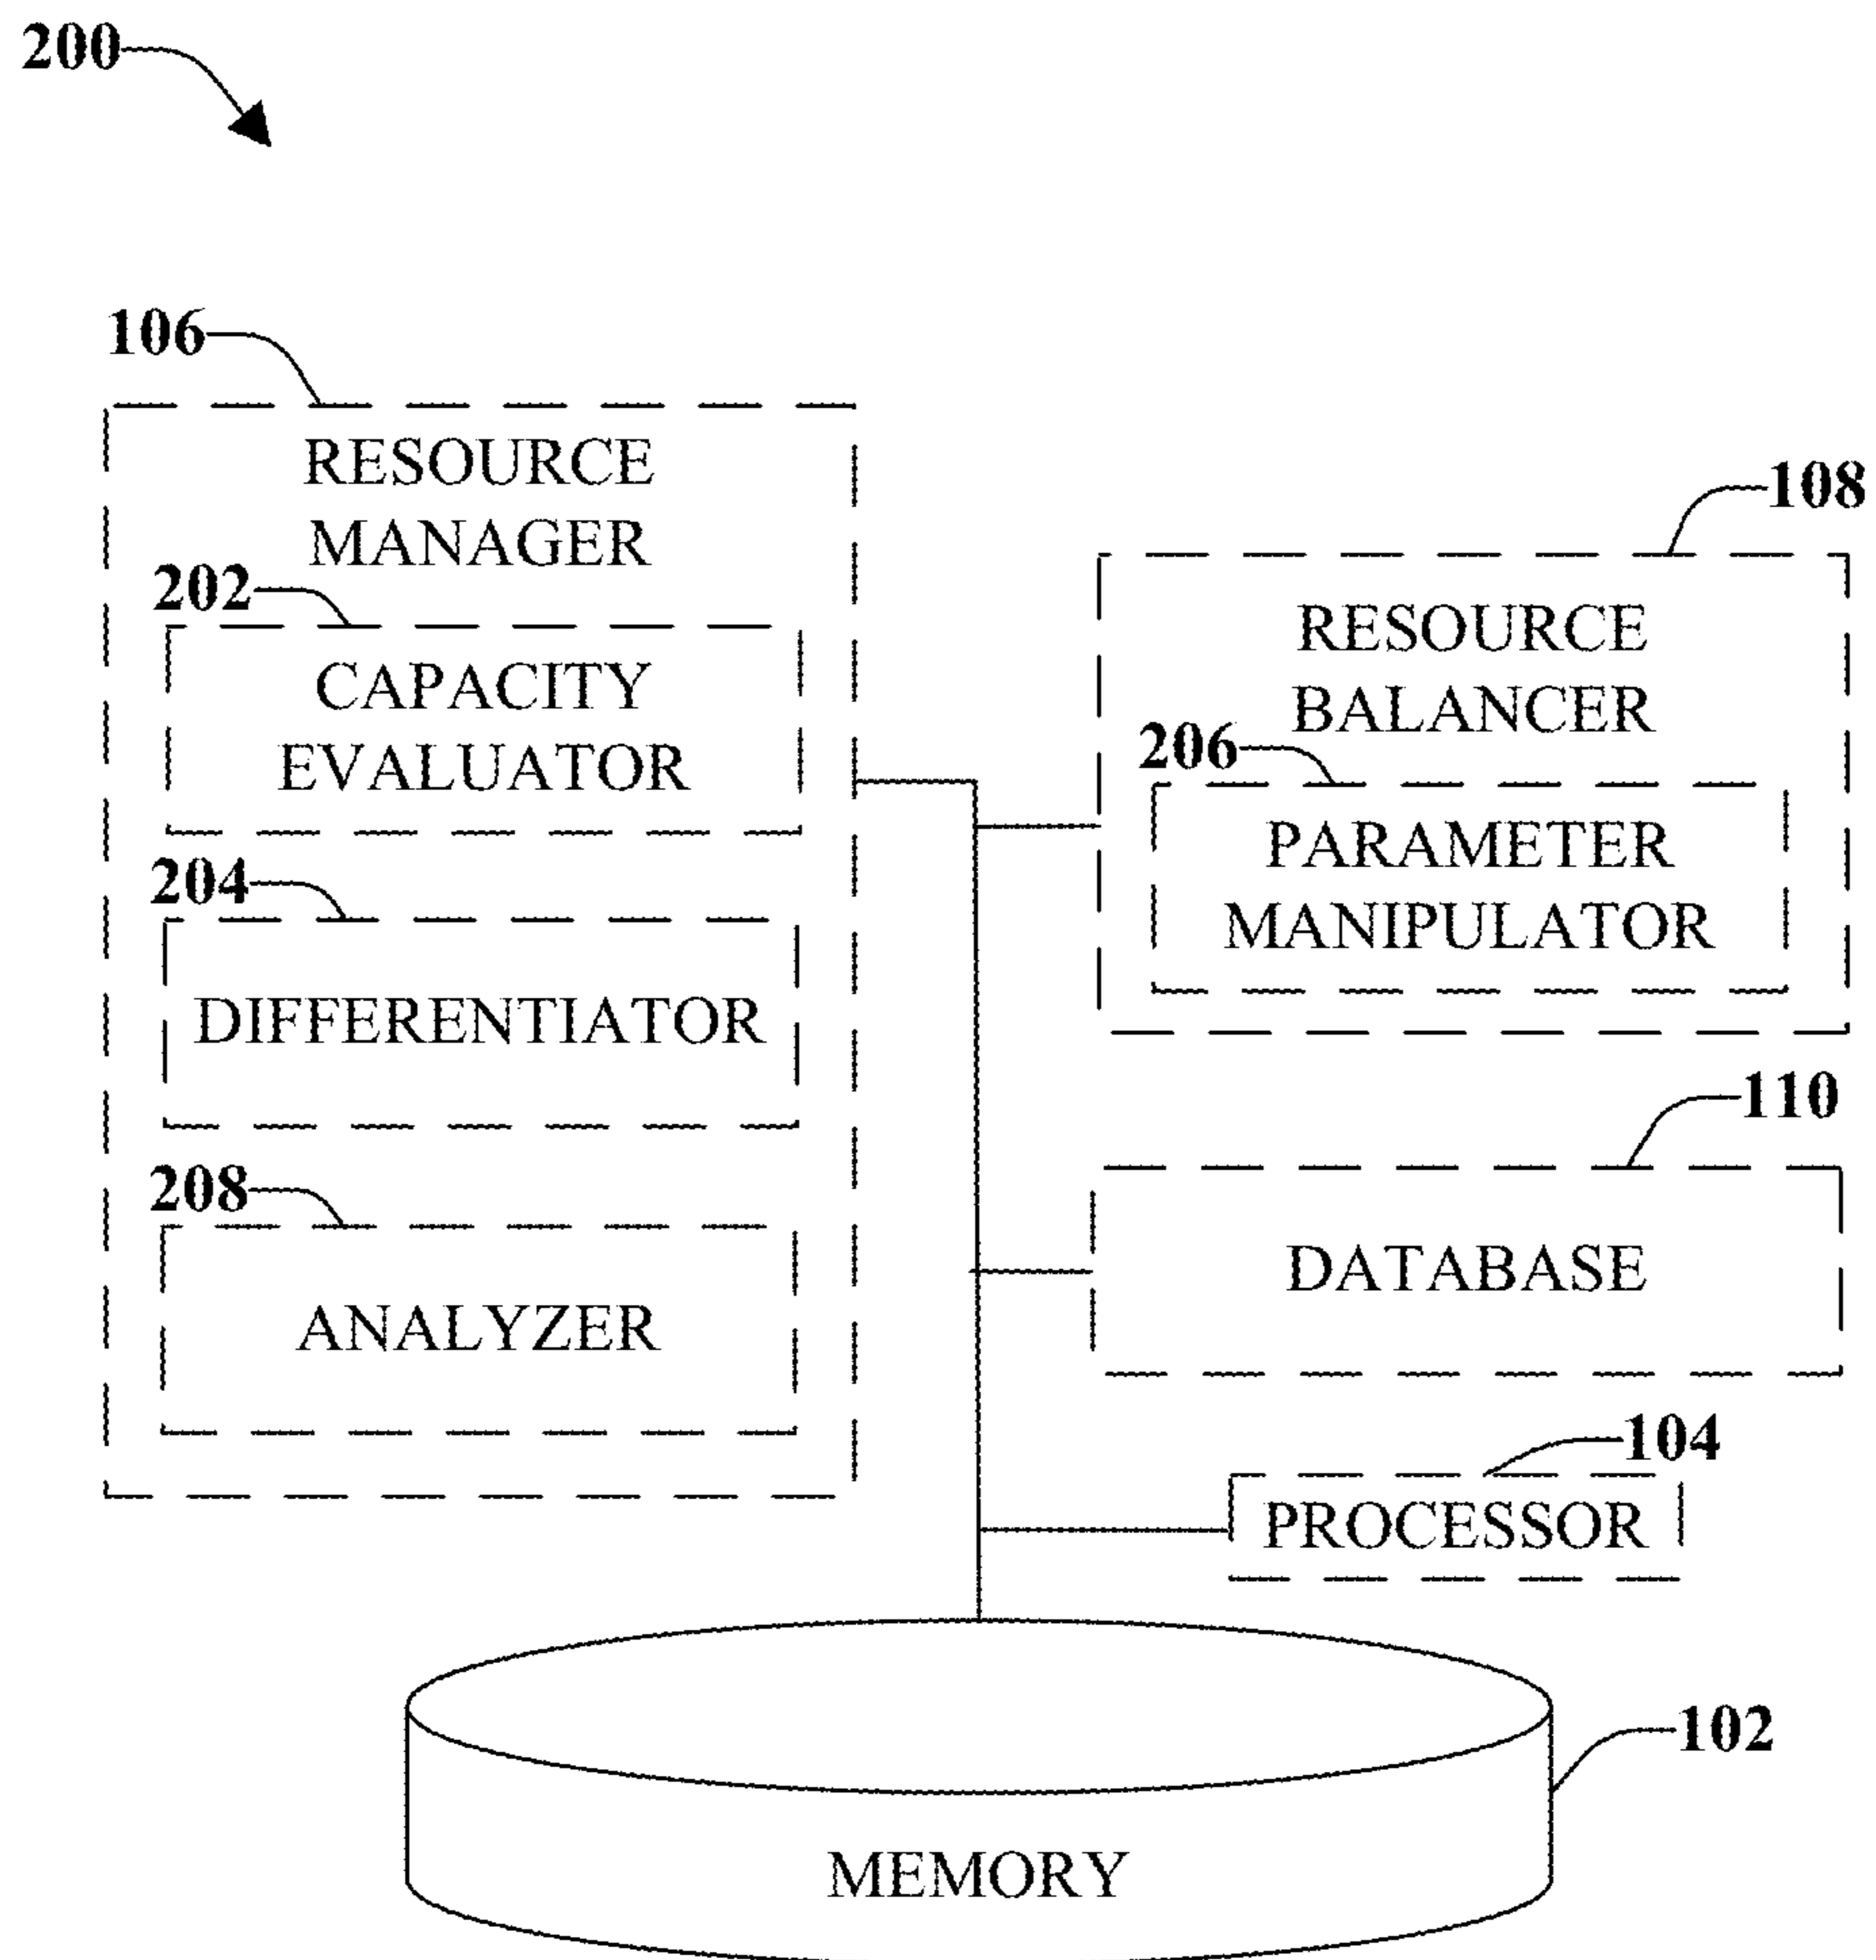 200
106
RESOURCE
MANAGER
202
CAPACITY
EVALUATOR
204
DIFFERENTIATOR
208
ANALYZER
108
RESOURCE
BALANCER
206
PARAMETER
MANIPULATOR
110
DATABASE
104
PROCESSOR
102
MEMORY